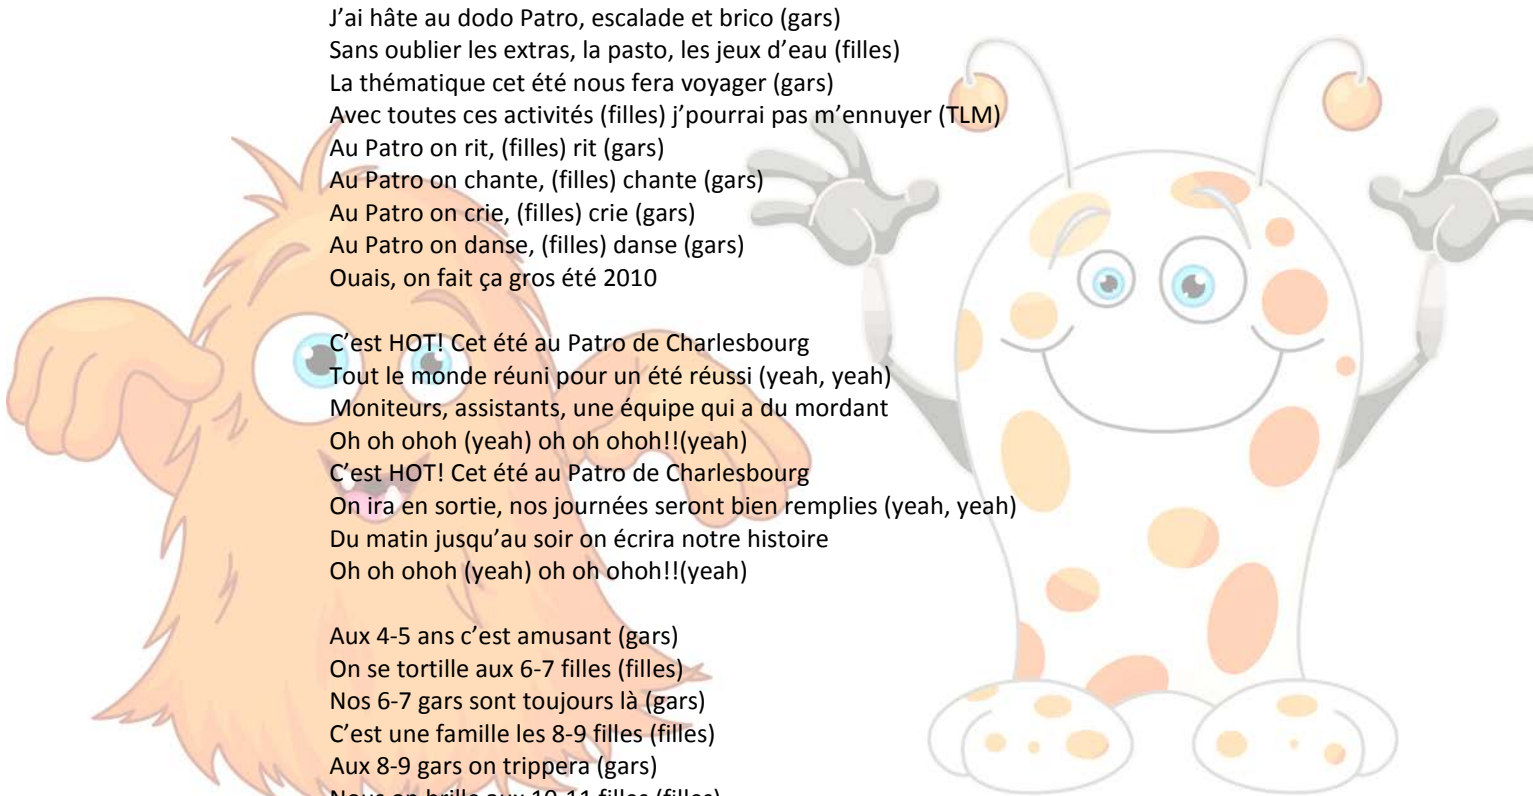 J’ai hâte au dodo Patro, escalade et brico (gars)
Sans oublier les extras, la pasto, les jeux d’eau (filles)
La thématique cet été nous fera voyager (gars)
Avec toutes ces activités (filles) j’pourrai pas m’ennuyer (TLM)
Au Patro on rit, (filles) rit (gars)
Au Patro on chante, (filles) chante (gars)
Au Patro on crie, (filles) crie (gars)
Au Patro on danse, (filles) danse (gars)
Ouais, on fait ça gros été 2010
C’est HOT! Cet été au Patro de Charlesbourg
Tout le monde réuni pour un été réussi (yeah, yeah)
Moniteurs, assistants, une équipe qui a du mordant
Oh oh ohoh (yeah) oh oh ohoh!!(yeah)
C’est HOT! Cet été au Patro de Charlesbourg
On ira en sortie, nos journées seront bien remplies (yeah, yeah)
Du matin jusqu’au soir on écrira notre histoire
Oh oh ohoh (yeah) oh oh ohoh!!(yeah)
Aux 4-5 ans c’est amusant (gars)
On se tortille aux 6-7 filles (filles)
Nos 6-7 gars sont toujours là (gars)
C’est une famille les 8-9 filles (filles)
Aux 8-9 gars on trippera (gars)
Nous on brille aux 10-11 filles (filles)